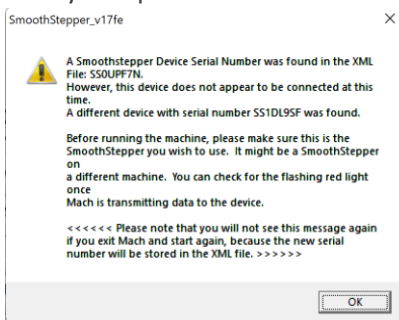 SmoothStepper_v17fe
A Smoothstepper Device Serial Number was found in the XML
File: SS0UPF7N.
However, this device does not appear to be connected at this
time.
A different device with serial number SS1DL9SF was found.
Before running the machine, please make sure this is the
SmoothStepper you wish to use. It might be a SmoothStepper
on
a different machine. You can check for the flashing red light
once
Mach is transmitting data to the device.
<<<<<< Please note that you will not see this message again
if you exit Mach and start again, because the new serial
number will be stored in the XML file. >>>>>>
OK